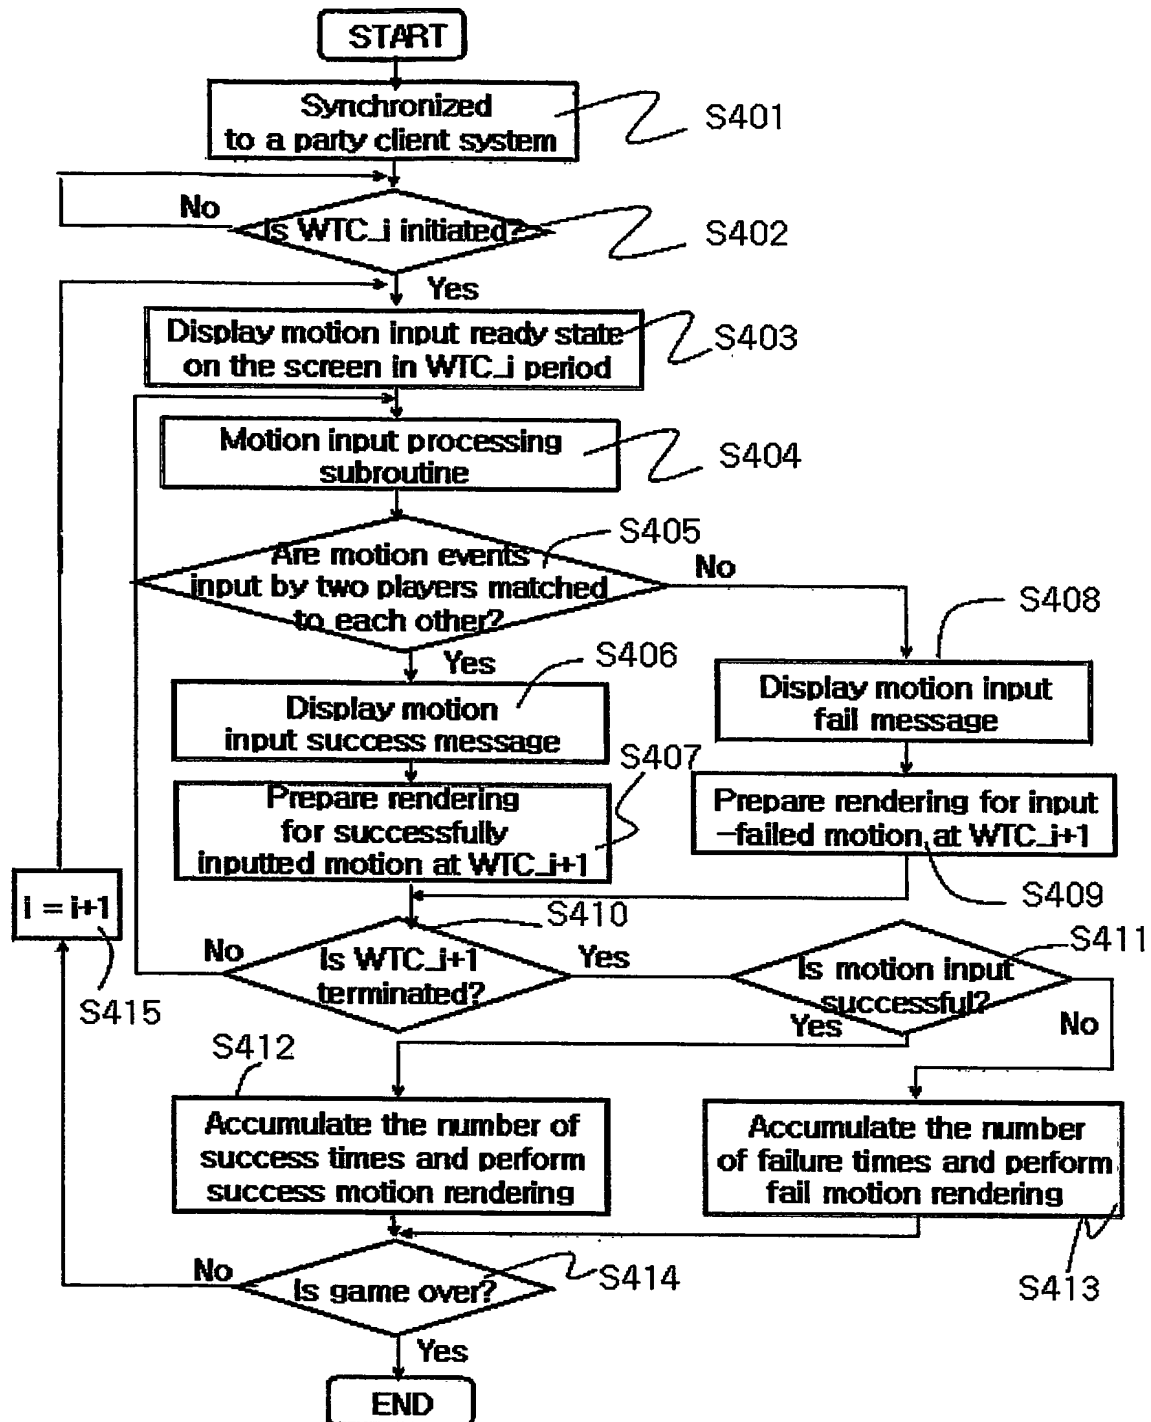 START
Synchronized
to a party client system
S401
No
Is WTC_i initiated?
S402
Yes
Display motion input ready state
on the screen in WTC_i period
S403
Motion input processing
subroutine
S404
Are motion events
input by two players matched
to each other?
S405
No
Yes
S406
S408
Display motion
input success message
Display motion input
fail message
S407
Prepare rendering
for successfully
inputted motion at WTC_i+1
Prepare rendering for input
-failed motion at WTC_i+1
S409
i = i+1
S415
S410
No
Is WTC_i+1
terminated?
Yes
Is motion input
successful?
S411
Yes
No
S412
Accumulate the number of
success times and perform
success motion rendering
Accumulate the number
of failure times and perform
fail motion rendering
S413
No
Is game over?
S414
Yes
END